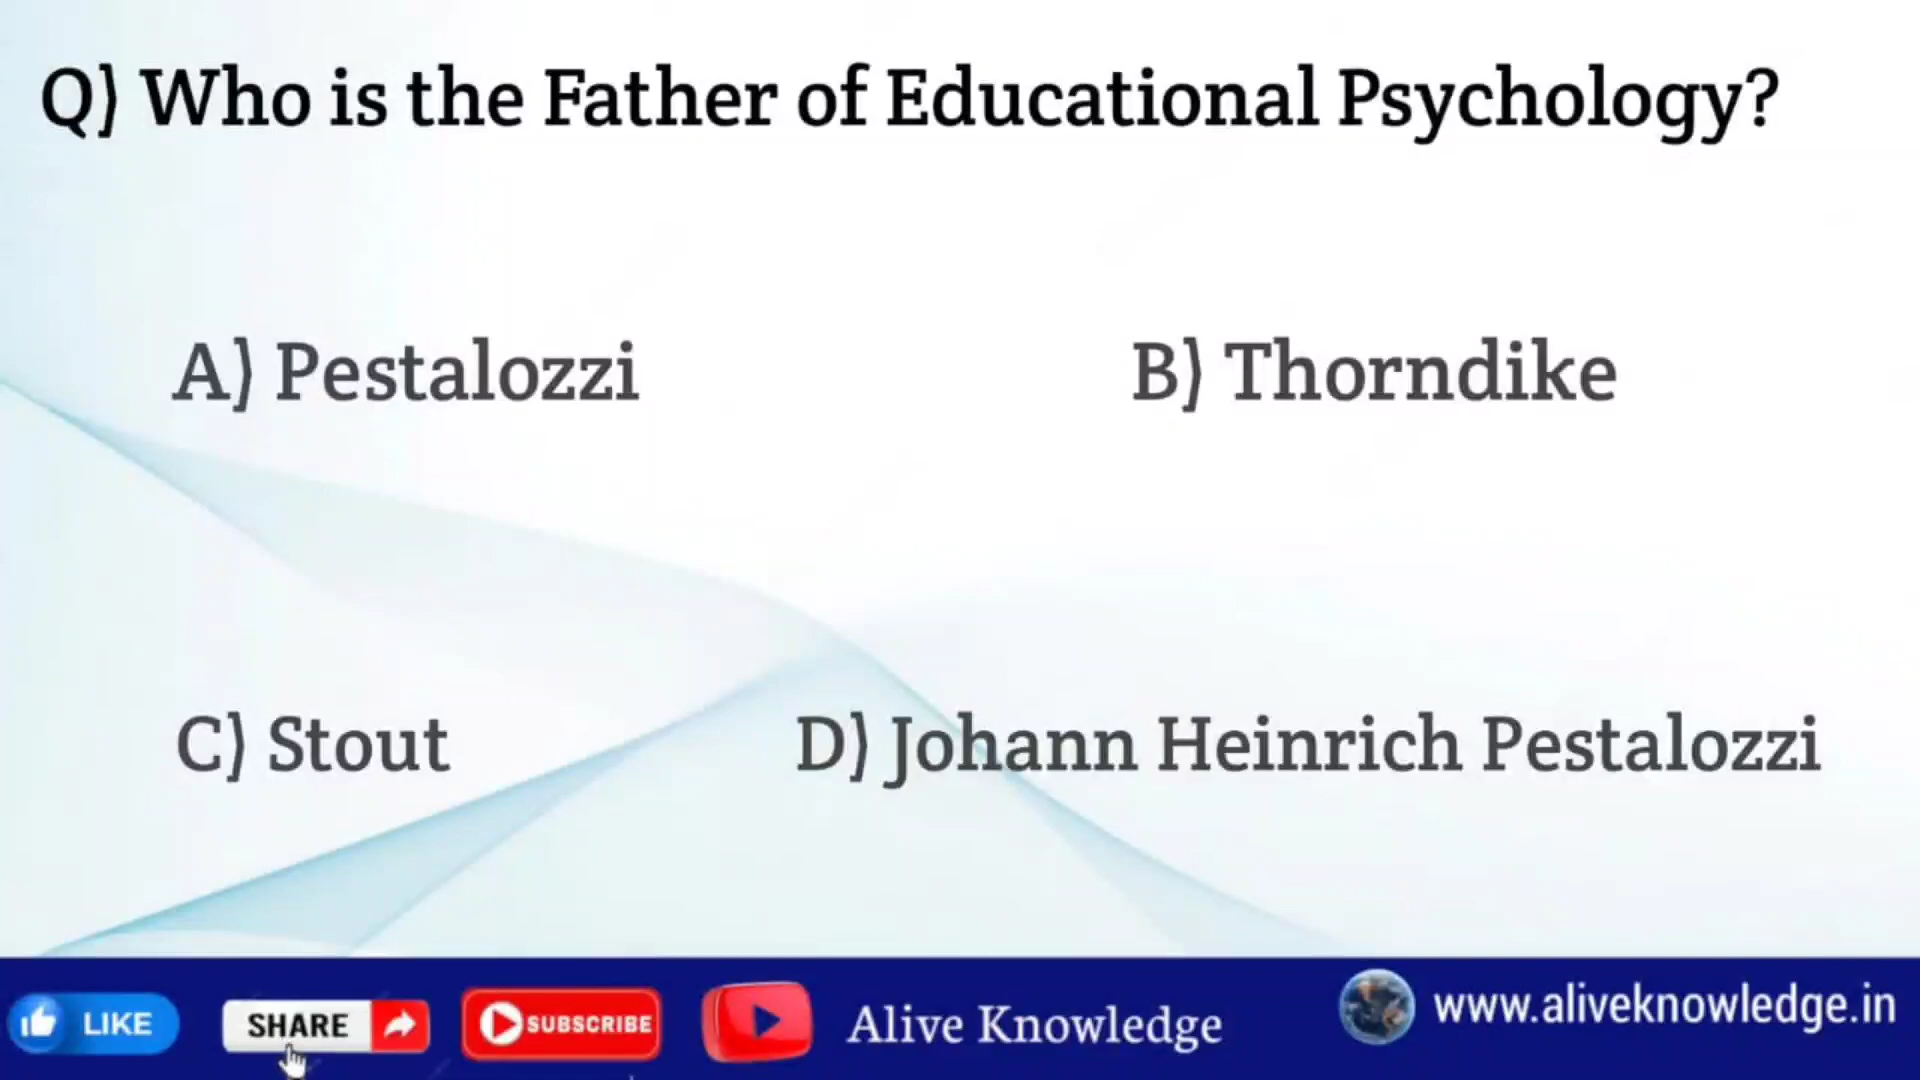 Q) Who is the Father of Educational Psychology?
A) Pestalozzi
B) Thorndike
C) Stout
D) Johann Heinrich Pestalozzi
LIKE
SHARE
SUBSCRIBE
Alive Knowledge
www.aliveknowledge.in